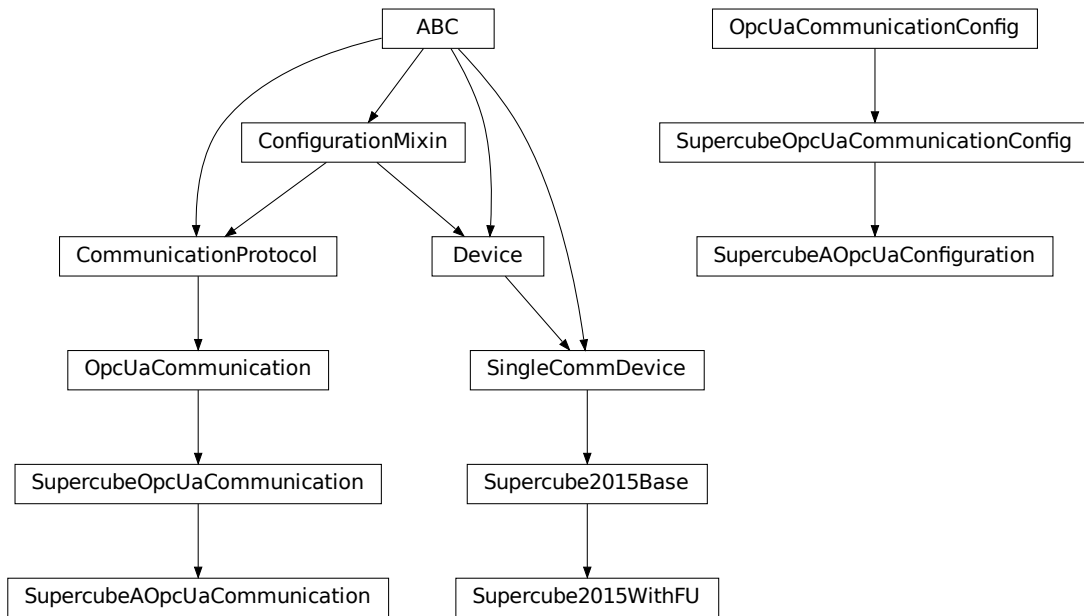 ABC
OpcUaCommunicationConfig
ConfigurationMixin
SupercubeOpcUaCommunicationConfig
CommunicationProtocol
Device
SupercubeAOpcUaConfiguration
OpcUaCommunication
SingleCommDevice
SupercubeOpcUaCommunication
Supercube2015Base
SupercubeAOpcUaCommunication
Supercube2015WithFU